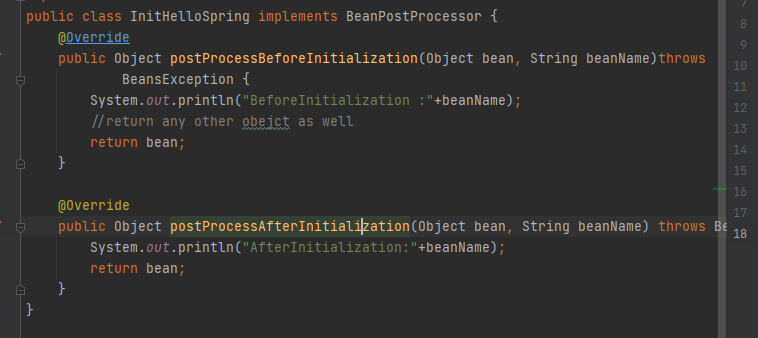 public class InitHelloSpring implements BeanPostProcessor {
@Override
public Object postProcessBeforeInitialization(Object bean, String beanName)throws
BeansException {
System.out.println("BeforeInitialization :"+beanName);
//return any other obejct as well
return bean;
}
@Override
public Object postProcessAfterInitialization(Object bean, String beanName) throws Be
System.out.println("AfterInitialization:"+beanName);
return bean;
}
}
7
8
9
10
11
12
13
14
15
16
17
18